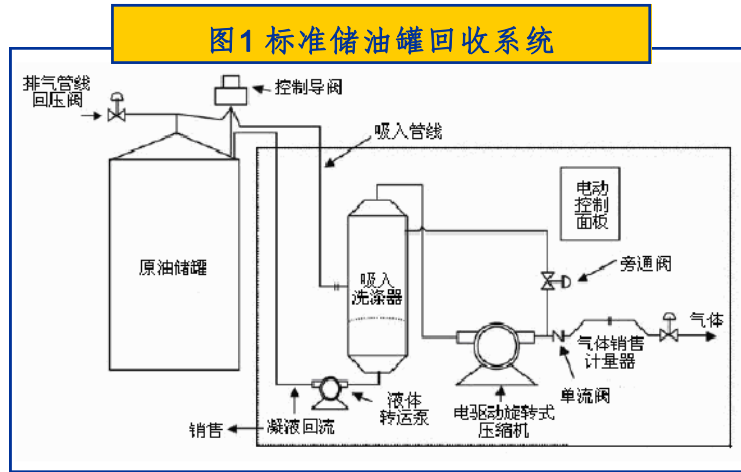 图1 标准储油罐回收系统
排气管线
回压阀
控制导阀
吸入管线
电动
控制
面板
原油储罐
吸入
洗涤器
旁通阀
气体
气体销售
计量器
单流阀
液体
转运泵
电驱动旋转式
压缩机
销售
凝液回流